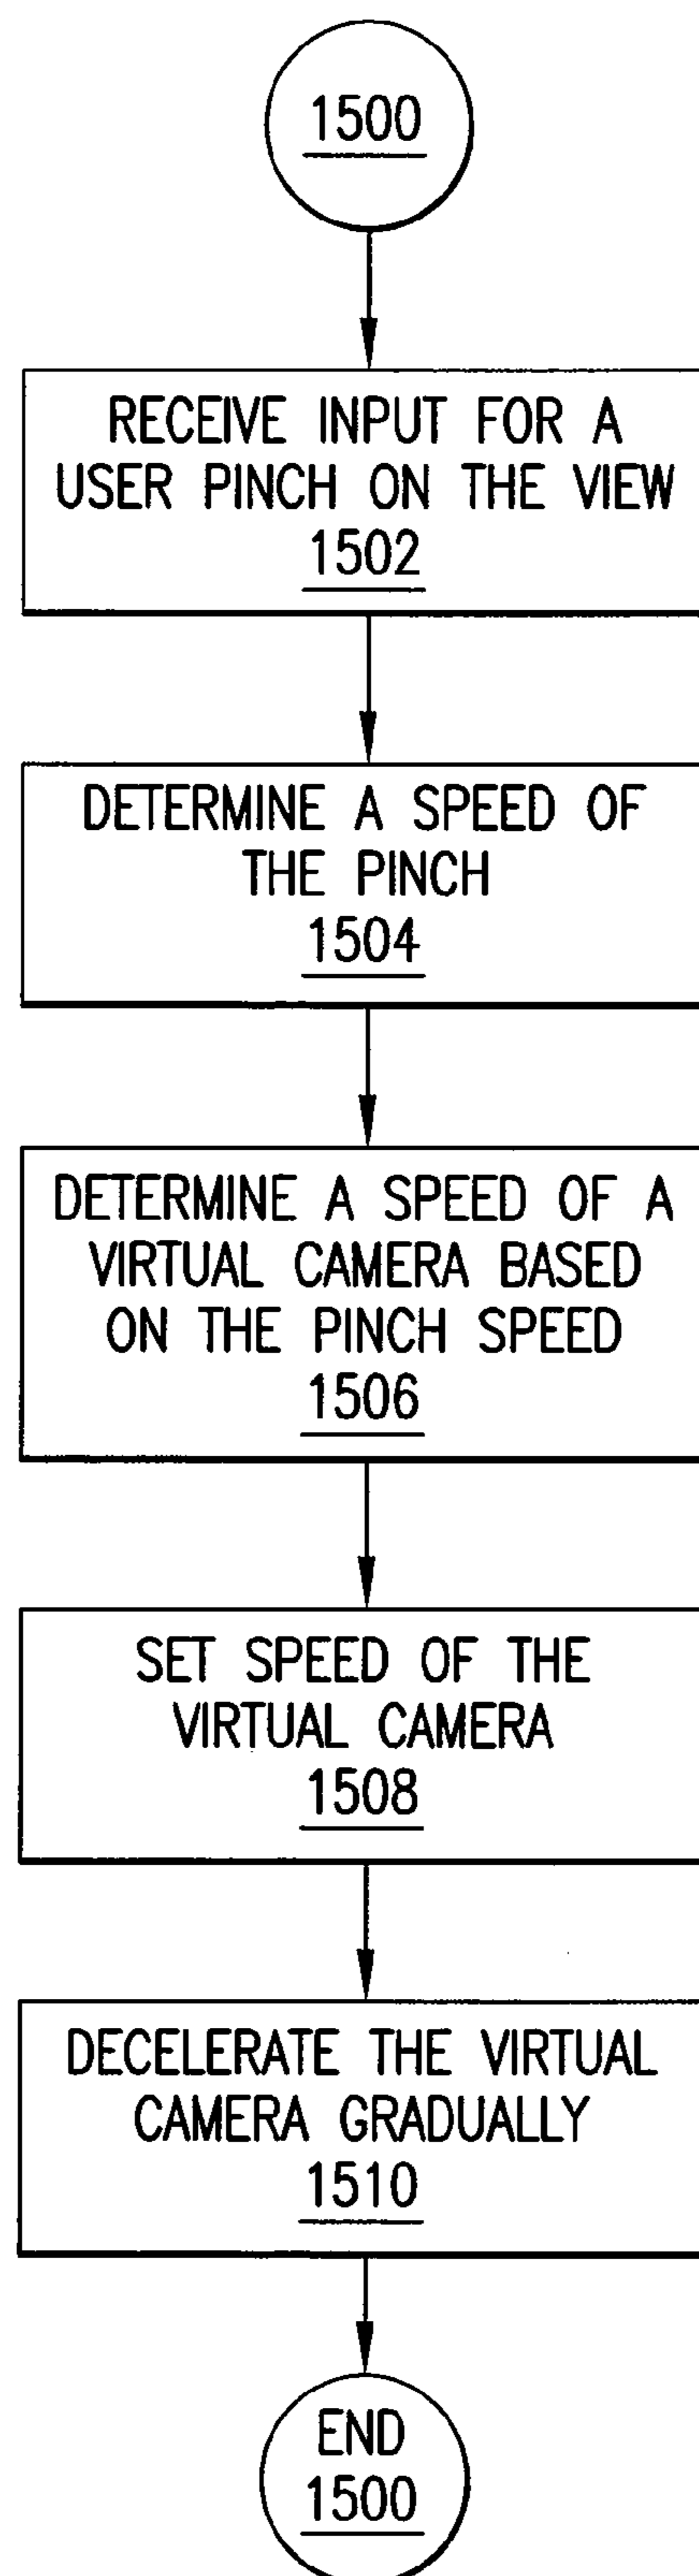 1500
RECEIVE INPUT FOR A
USER PINCH ON THE VIEW
1502
DETERMINE A SPEED OF
THE PINCH
1504
DETERMINE A SPEED OF A
VIRTUAL CAMERA BASED
ON THE PINCH SPEED
1506
SET SPEED OF THE
VIRTUAL CAMERA
1508
DECELERATE THE VIRTUAL
CAMERA GRADUALLY
1510
END
1500